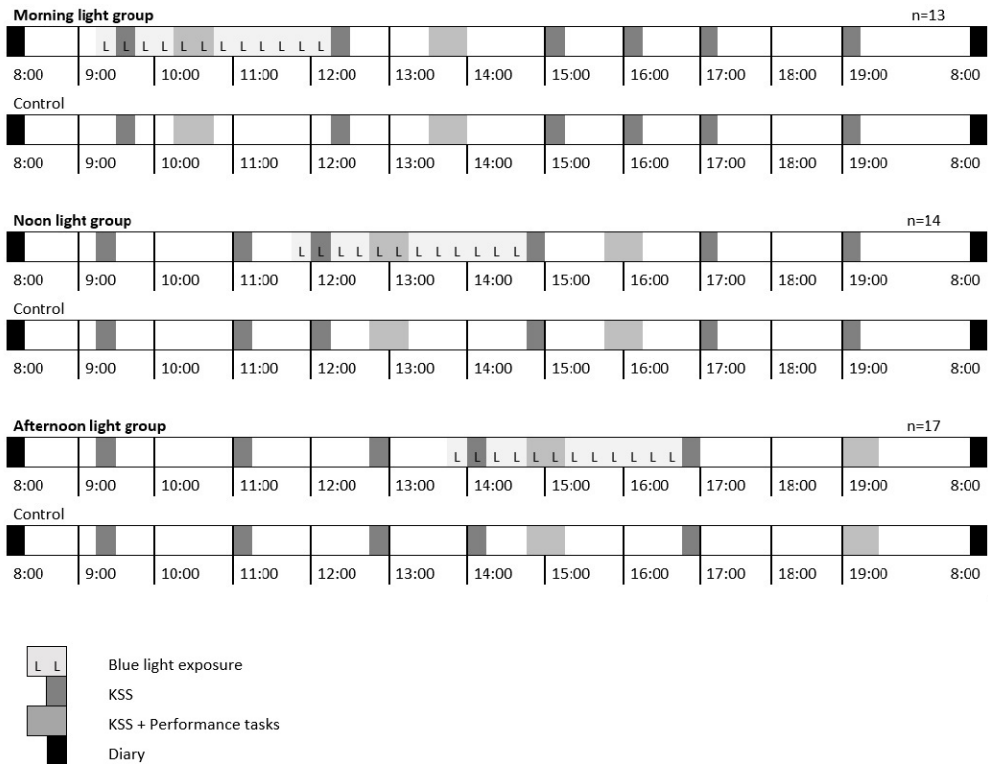 Morning light group n=13
L L L L L L L L L L L L
8:00 9:00 10:00 11:00 12:00 13:00 14:00 15:00 16:00 17:00 18:00 19:00 8:00
Control
8:00 9:00 10:00 11:00 12:00 13:00 14:00 15:00 16:00 17:00 18:00 19:00 8:00
Noon light group n=14
L L L L L L L L L L L L
8:00 9:00 10:00 11:00 12:00 13:00 14:00 15:00 16:00 17:00 18:00 19:00 8:00
Control
8:00 9:00 10:00 11:00 12:00 13:00 14:00 15:00 16:00 17:00 18:00 19:00 8:00
Afternoon light group n=17
L L L L L L L L L L L L
8:00 9:00 10:00 11:00 12:00 13:00 14:00 15:00 16:00 17:00 18:00 19:00 8:00
Control
8:00 9:00 10:00 11:00 12:00 13:00 14:00 15:00 16:00 17:00 18:00 19:00 8:00
L L Blue light exposure
KSS
KSS + Performance tasks
Diary